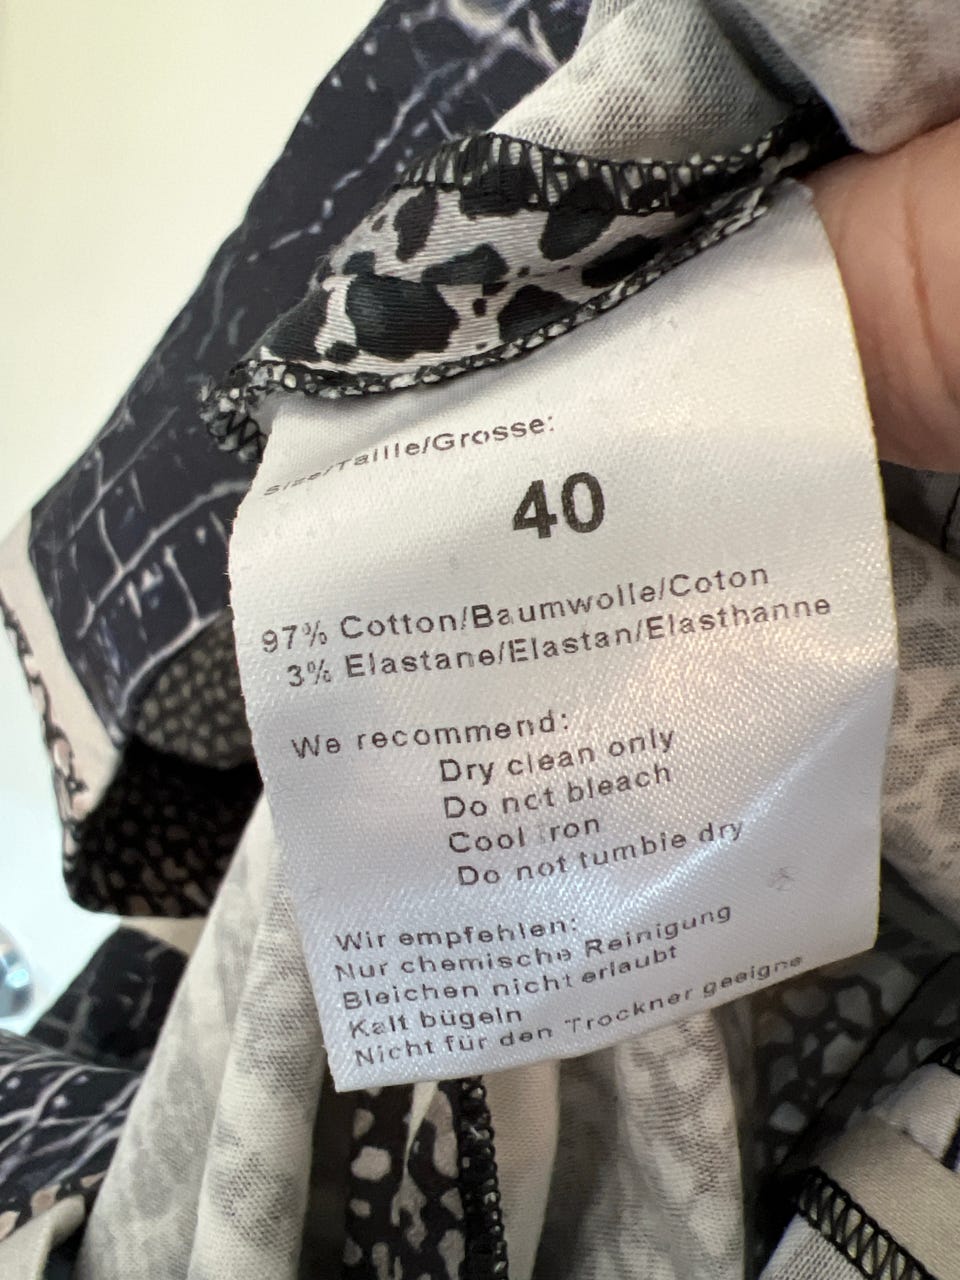 Size/Taille/Grosse:
40
97% Cotton/Baumwolle/Coton
3% Elastane/Elastan/Elasthanne
We recommend:
Dry clean only
Do not bleach
Cool Iron
Do not tumble dry
Wir empfehlen:
Nur chemische Reinigung
Bleichen nicht erlaubt
Kalt bügeln
Nicht für den Trockner geeigne